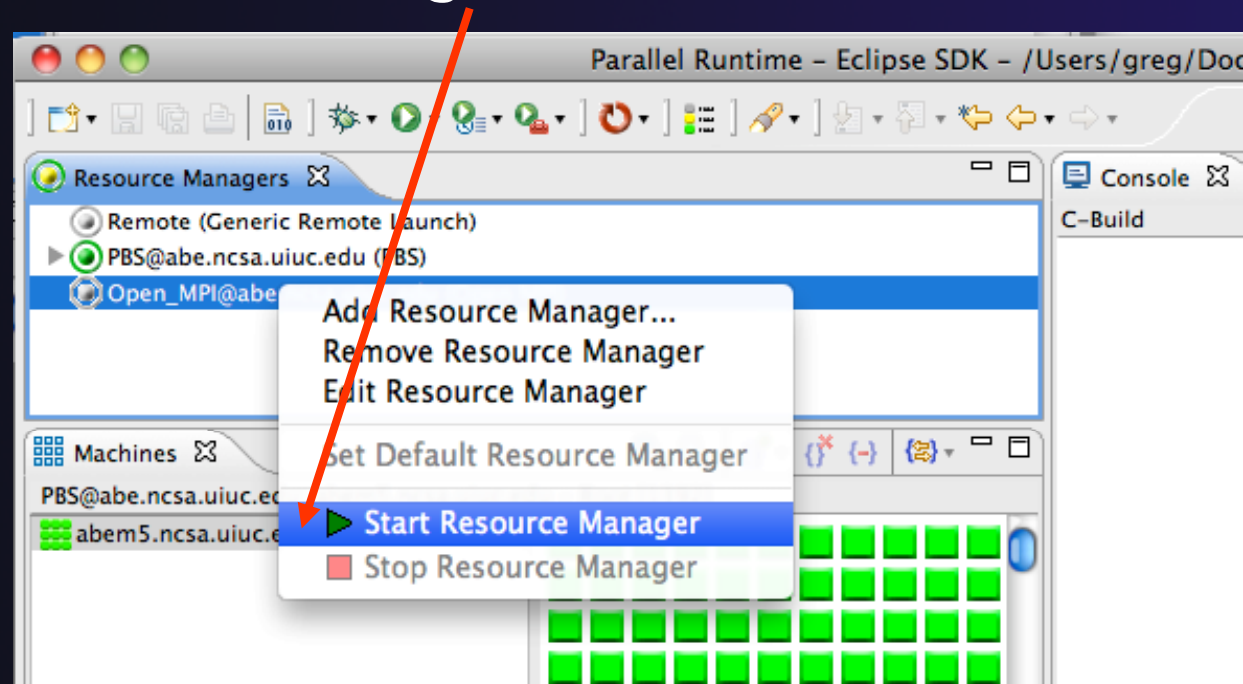 Parallel Runtime – Eclipse SDK – /Users/greg/Doc
010
Resource Managers
Console
Remote (Generic Remote Launch)
C-Build
PBS@abe.ncsa.uiuc.edu (PBS)
Open_MPI@abe
Add Resource Manager...
Remove Resource Manager
Edit Resource Manager
Machines
Set Default Resource Manager
PBS@abe.ncsa.uiuc.ed
Start Resource Manager
abem5.ncsa.uiuc.e
Stop Resource Manager